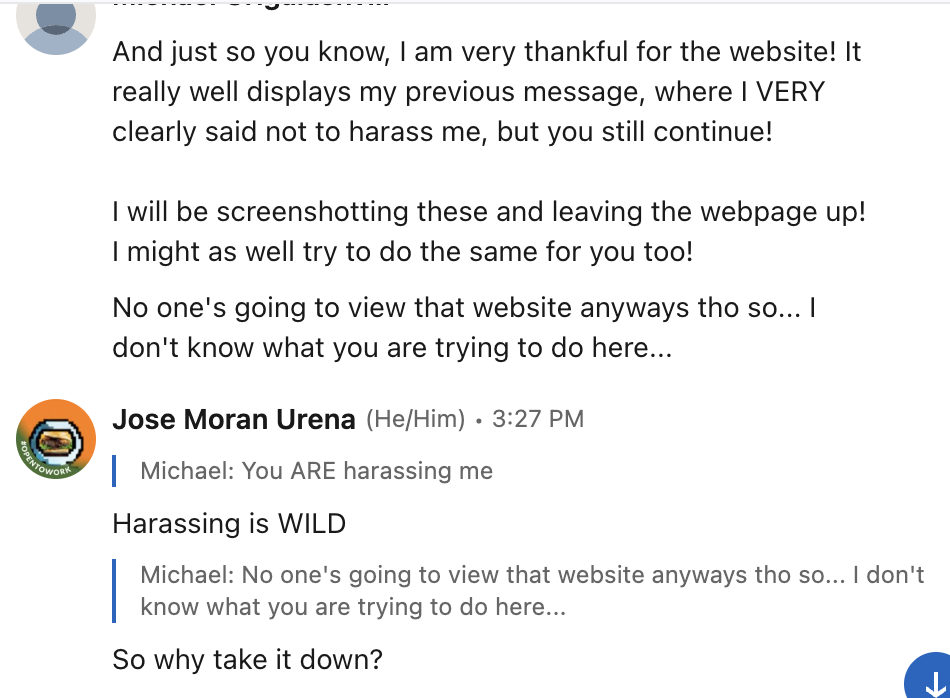 And just so you know, I am very thankful for the website! It
really well displays my previous message, where I VERY
clearly said not to harass me, but you still continue!
I will be screenshotting these and leaving the webpage up!
I might as well try to do the same for you too!
No one's going to view that website anyways tho so... I
don't know what you are trying to do here...
#OPENTOWORK
Jose Moran Urena (He/Him) • 3:27 PM
Michael: You ARE harassing me
Harassing is WILD
Michael: No one's going to view that website anyways tho so... I don't
know what you are trying to do here...
So why take it down?